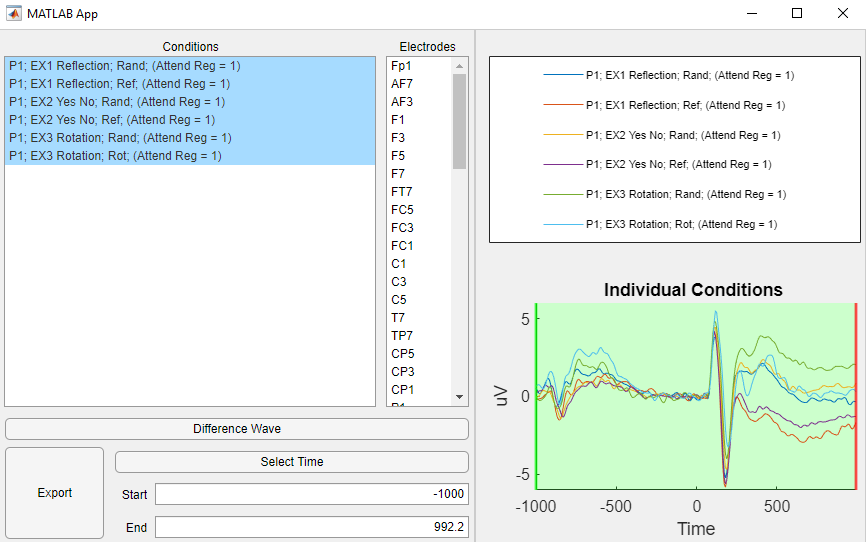 MATLAB App
Conditions
P1; EX1 Reflection; Rand; (Attend Reg = 1)
P1; EX1 Reflection; Ref; (Attend Reg = 1)
P1; EX2 Yes No; Rand; (Attend Reg = 1)
P1; EX2 Yes No; Ref; (Attend Reg = 1)
P1; EX3 Rotation; Rand; (Attend Reg = 1)
P1; EX3 Rotation; Rot; (Attend Reg = 1)
Electrodes
Fp1
AF7
AF3
F1
F3
F5
F7
FT7
FC5
FC3
FC1
C1
C3
C5
T7
TP7
CP5
CP3
CP1
Difference Wave
Export
Select Time
Start -1000
End 992.2
P1; EX1 Reflection; Rand; (Attend Reg = 1)
P1; EX1 Reflection; Ref; (Attend Reg = 1)
P1; EX2 Yes No; Rand; (Attend Reg = 1)
P1; EX2 Yes No; Ref; (Attend Reg = 1)
P1; EX3 Rotation; Rand; (Attend Reg = 1)
P1; EX3 Rotation; Rot; (Attend Reg = 1)
Individual Conditions
uV
5
0
-5
-1000 -500 0 500
Time